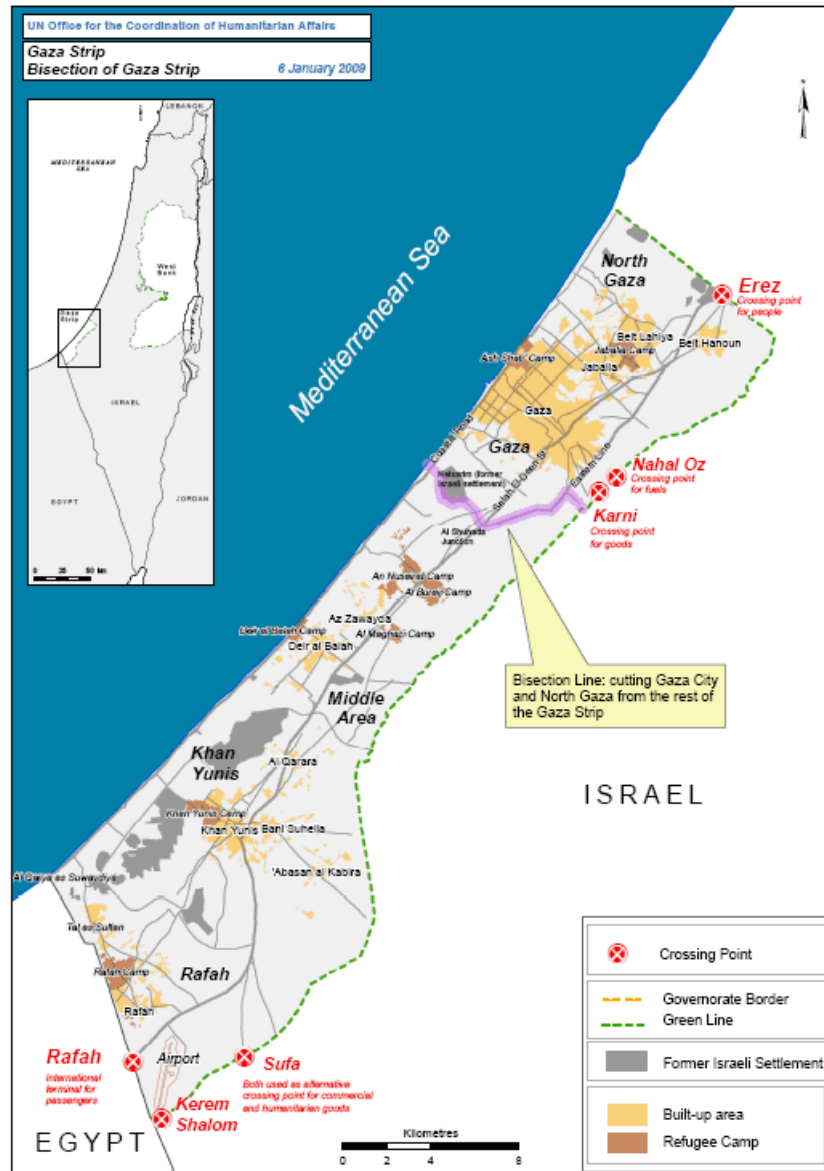 UN Office for the Coordination of Humanitarian Affairs
Gaza Strip
Bisection of Gaza Strip
6 January 2009
LEBANON
MEDITERRANEAN
SEA
West
Bank
Gaza
Strip
ISRAEL
EGYPT
JORDAN
0 25 50 km
Mediterranean Sea
North
Gaza
Erez
Crossing point
for people
Beit Lahiya
Beit Hanoun
Ash Shati' Camp
Jabalia Camp
Jabalia
Gaza
Coastal Road
Gaza
Salah El-Deen St
Eastern Line
Nahal Oz
Crossing point
for fuels
Netsarim (former
Israeli settlement)
Karni
Crossing point
for goods
Al Shuhada
Junction
An Nuseirat Camp
Al Bureij Camp
Az Zawayda
Deir al Balah Camp
Al Maghazi Camp
Deir al Balah
Bisection Line: cutting Gaza City
and North Gaza from the rest of
the Gaza Strip
Middle
Area
Khan
Yunis
Al Qarara
ISRAEL
Khan Yunis Camp
Khan Yunis
Bani Suheila
'Abasan al Kabira
Al Qarya as Suwaydiya
Tal as Sultan
Rafah Camp
Rafah
Rafah
Rafah
International
terminal for
passengers
Airport
Sufa
Both used as alternative
crossing point for commercial
and humanitarian goods
Kerem
Shalom
EGYPT
Kilometres
0 2 4 6 8
Crossing Point
Governorate Border
Green Line
Former Israeli Settlement
Built-up area
Refugee Camp